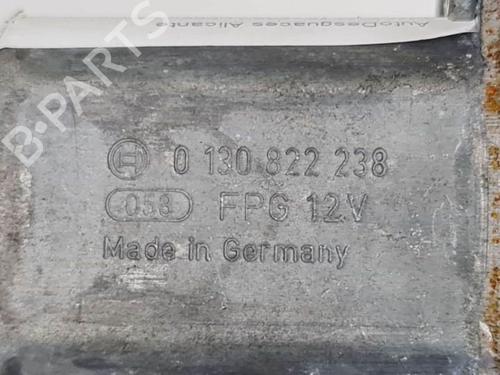 AutoDesguaces Alicante
B-PARTS
0 130 822 238
058 FPG 12V
Made in Germany